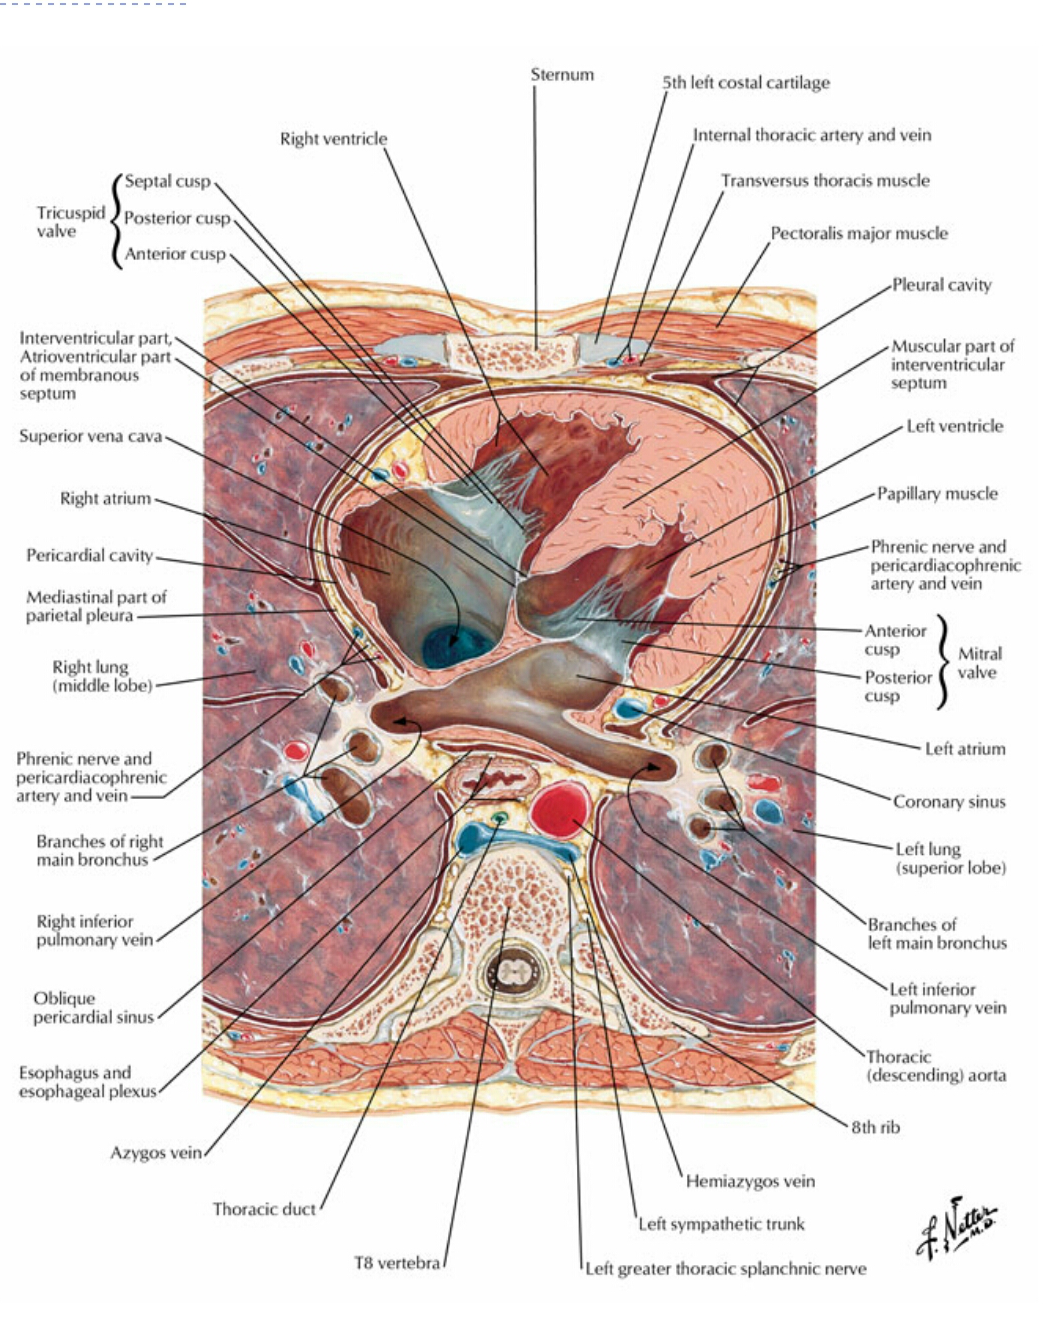 Sternum
5th left costal cartilage
Internal thoracic artery and vein
Right ventricle
Transversus thoracis muscle
Septal cusp
Tricuspid
valve
Posterior cusp
Anterior cusp
Pectoralis major muscle
Pleural cavity
Interventricular part,
Atrioventricular part
of membranous
septum
Muscular part of
interventricular
septum
Superior vena cava
Left ventricle
Right atrium
Papillary muscle
Pericardial cavity
Phrenic nerve and
pericardiacophrenic
artery and vein
Mediastinal part of
parietal pleura
Anterior
cusp
Mitral
valve
Posterior
cusp
Right lung
(middle lobe)
Left atrium
Phrenic nerve and
pericardiacophrenic
artery and vein
Coronary sinus
Branches of right
main bronchus
Left lung
(superior lobe)
Right inferior
pulmonary vein
Branches of
left main bronchus
Oblique
pericardial sinus
Left inferior
pulmonary vein
Esophagus and
esophageal plexus
Thoracic
(descending) aorta
8th rib
Azygos vein
Hemiazygos vein
Thoracic duct
Left sympathetic trunk
T8 vertebra
Left greater thoracic splanchnic nerve
F. Netter
M.D.